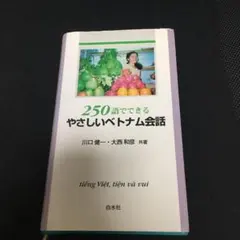 250語でできる
やさしいベトナム会話
川口健一・大西和彦 共著
tiếng Việt, tiện và vui
白水社